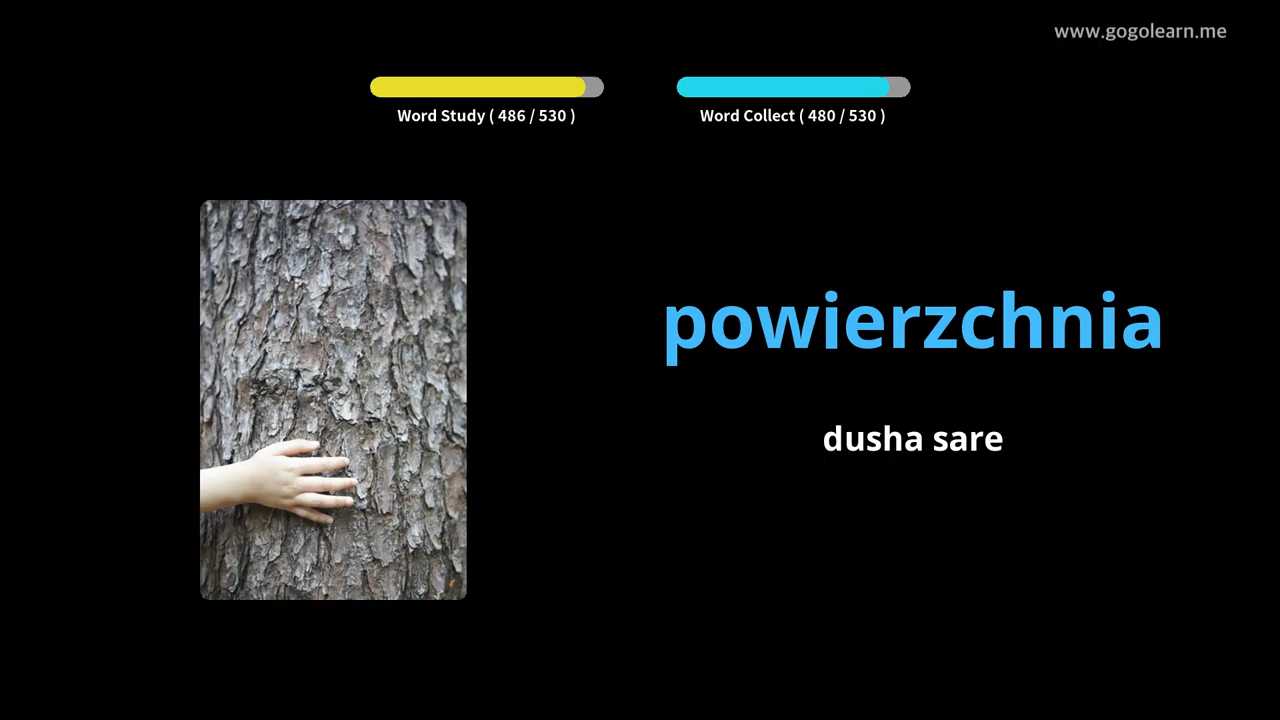 www.gogolearn.me
Word Study ( 486 / 530 )
Word Collect ( 480 / 530 )
powierzchnia
dusha sare